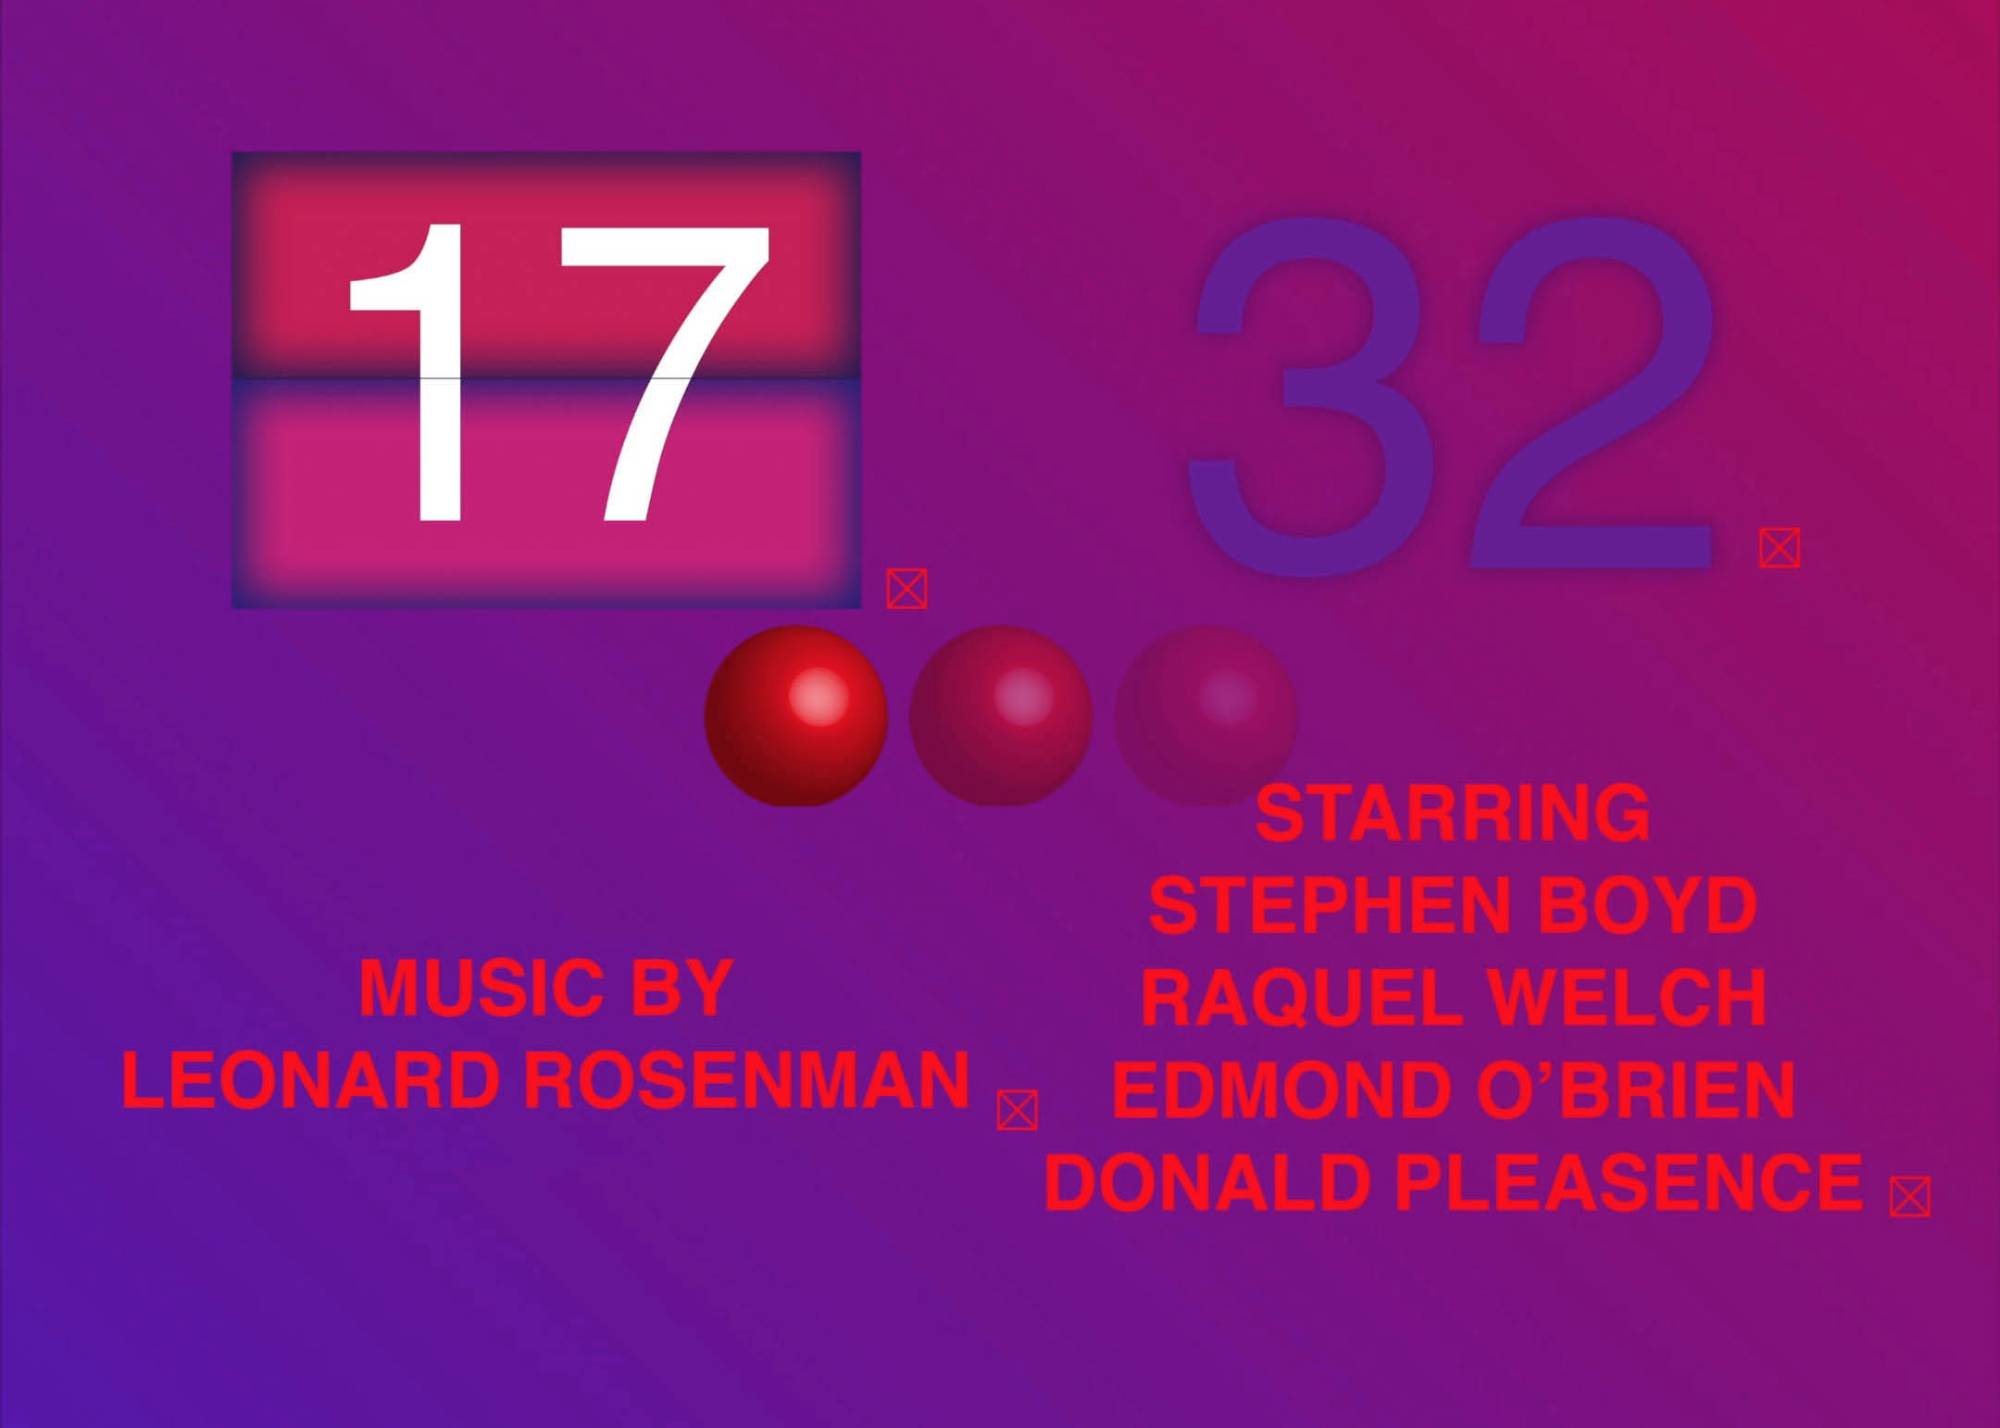 17
32
MUSIC BY
LEONARD ROSENMAN
STARRING
STEPHEN BOYD
RAQUEL WELCH
EDMOND O’BRIEN
DONALD PLEASENCE